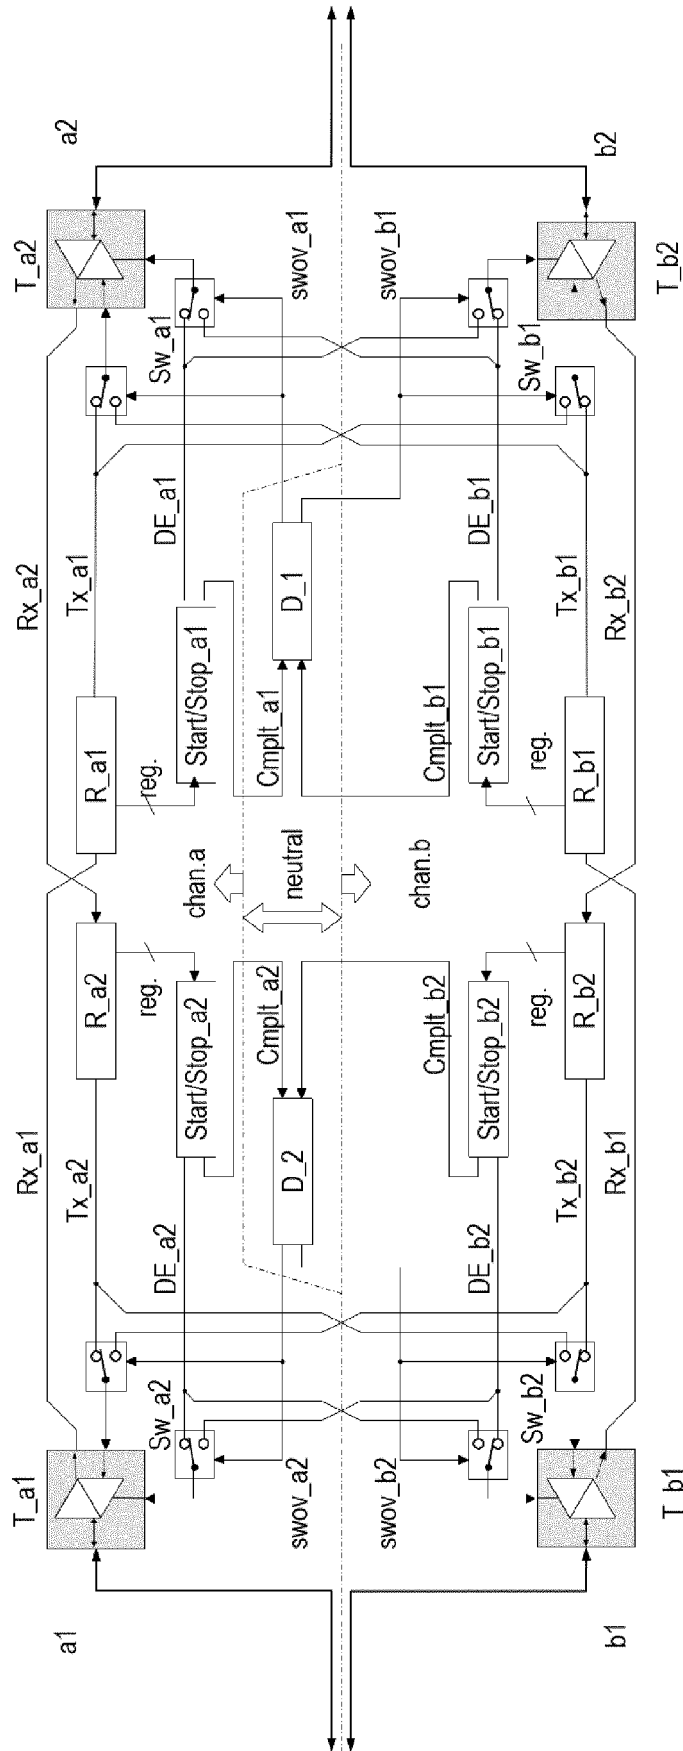 a1
a2
T_a1
T_a2
Rx_a1
Rx_a2
Tx_a2
Tx_a1
R_a2
R_a1
reg.
reg.
Sw_a2
DE_a2
DE_a1
Sw_a1
Start/Stop_a2
Start/Stop_a1
chan.a
Cmplt_a2
Cmplt_a1
swov_a2
D_2
neutral
D_1
swov_a1
swov_b2
swov_b1
chan.b
Cmplt_b2
Cmplt_b1
DE_b2
Start/Stop_b2
Start/Stop_b1
DE_b1
Sw_b2
Sw_b1
reg.
reg.
Tx_b2
R_b2
R_b1
Tx_b1
Rx_b1
Rx_b2
b1
b2
T_b1
T_b2